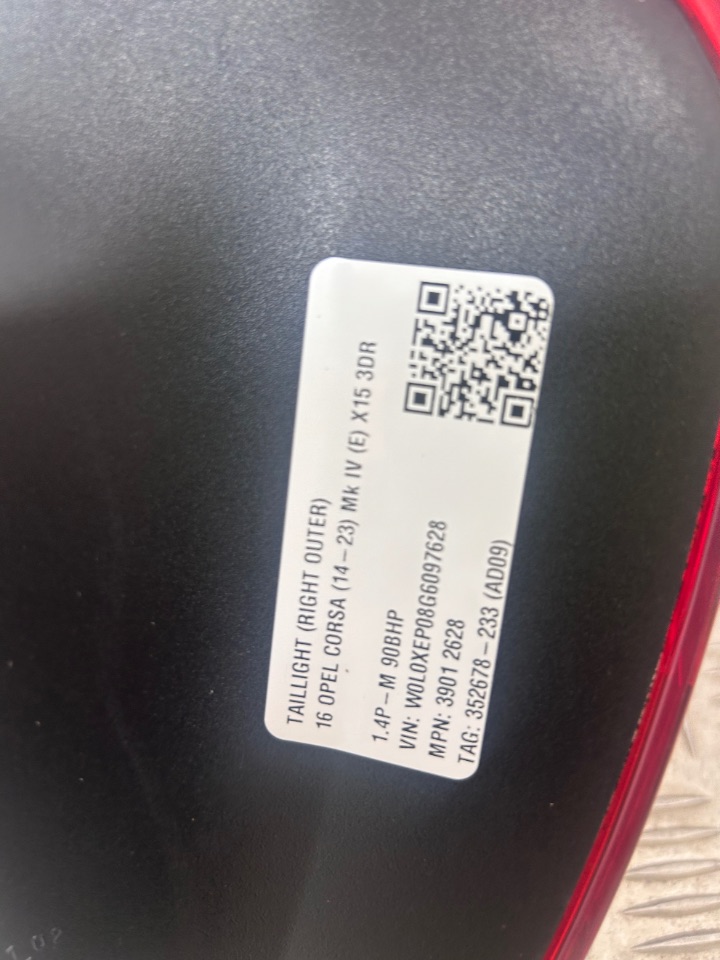 TAILLIGHT (RIGHT OUTER)
16 OPEL CORSA (14-23) Mk IV (E) X15 3DR
1.4P-M 90BHP
VIN: W0L0XEP08G6097628
MPN: 3901 2628
TAG: 352678-233 (AD09)